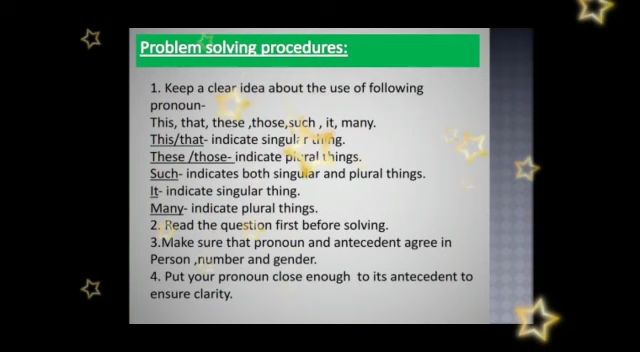 Problem solving procedures:
1. Keep a clear idea about the use of following
pronoun-
This, that, these ,those,such , it, many.
This/that- indicate singular thing.
These /those- indicate plural things.
Such- indicates both singular and plural things.
It- indicate singular thing.
Many- indicate plural things.
2. Read the question first before solving.
3.Make sure that pronoun and antecedent agree in
Person ,number and gender.
4. Put your pronoun close enough to its antecedent to
ensure clarity.